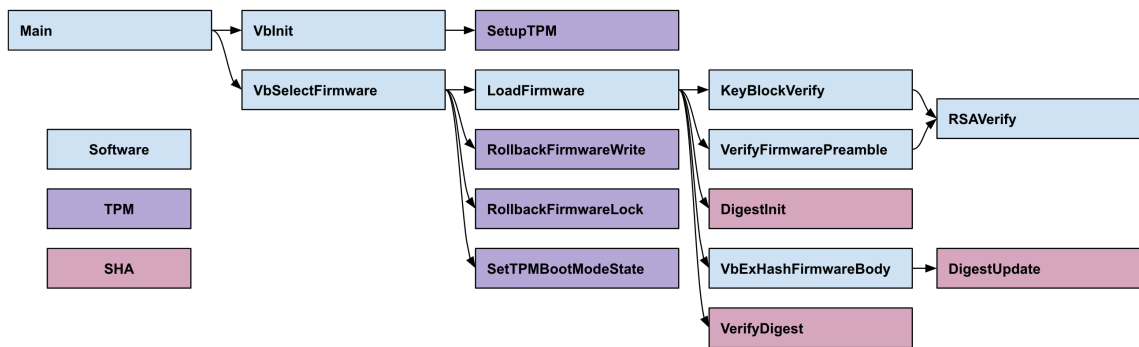 Main
VbInit
SetupTPM
VbSelectFirmware
LoadFirmware
KeyBlockVerify
RSAVerify
Software
RollbackFirmwareWrite
VerifyFirmwarePreamble
TPM
RollbackFirmwareLock
DigestInit
SHA
SetTPMBootModeState
VbExHashFirmwareBody
DigestUpdate
VerifyDigest